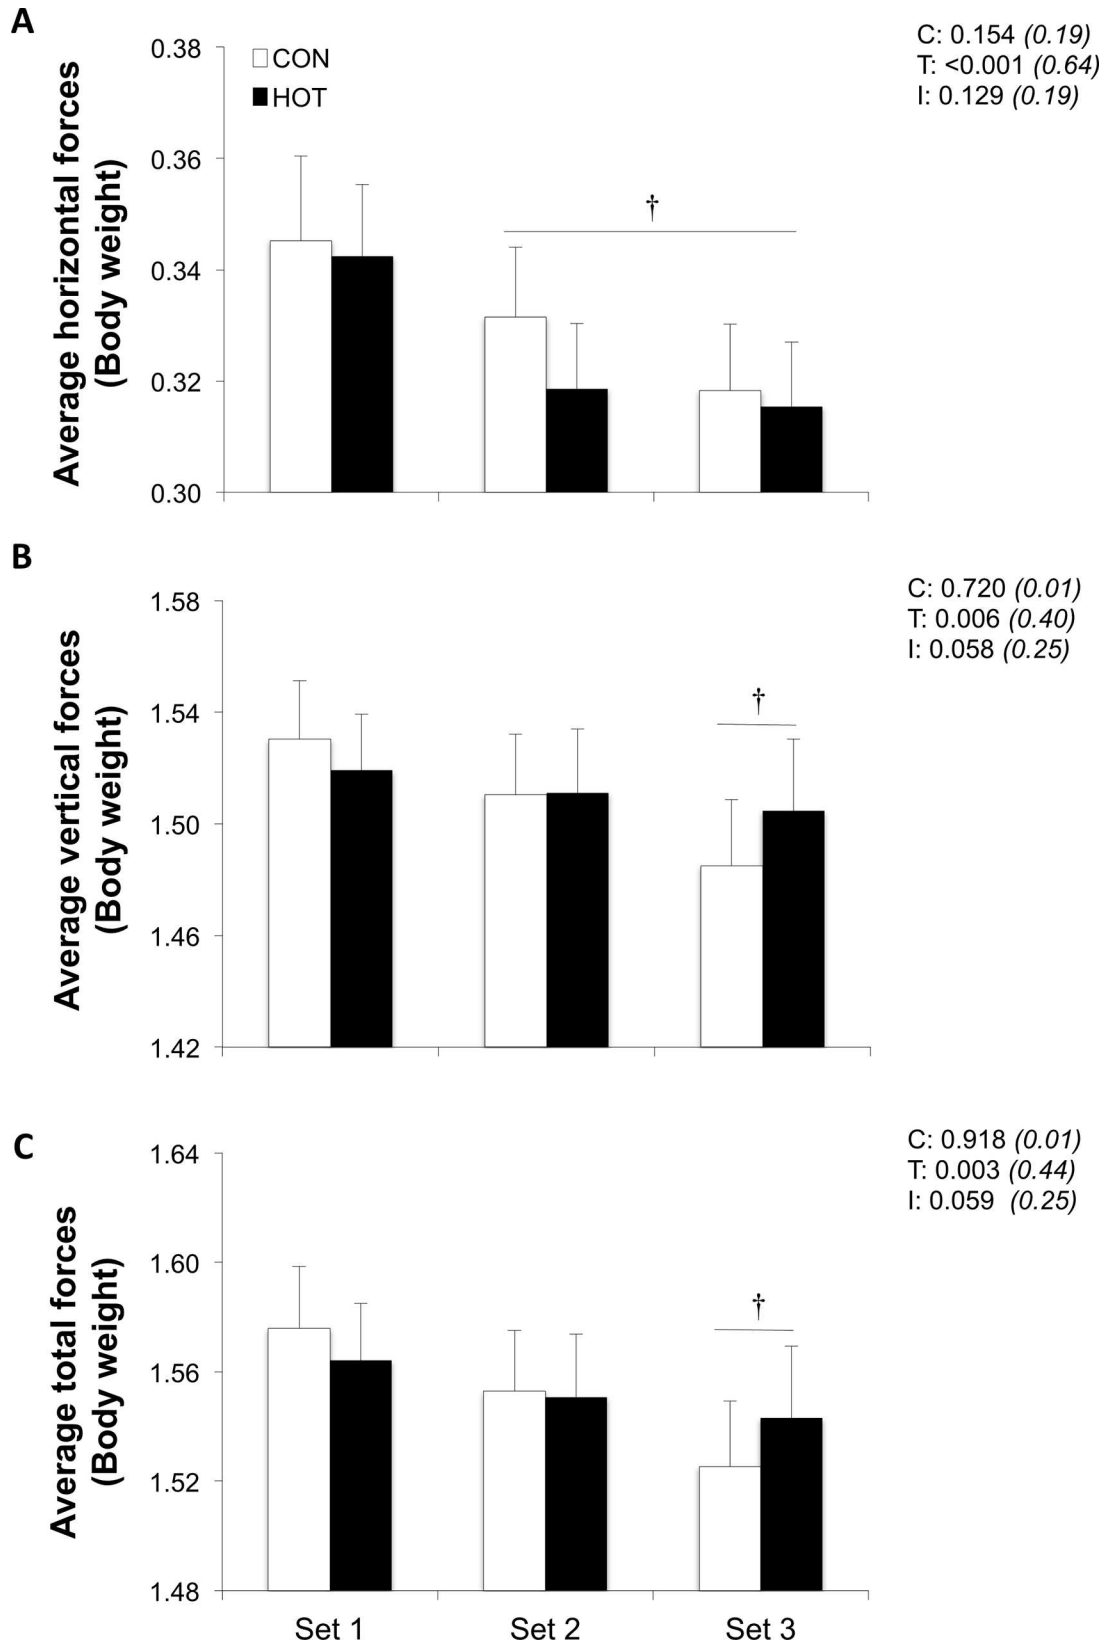 A
Average horizontal forces
(Body weight)
0.38
0.36
0.34
0.32
0.30
CON
HOT
†
C: 0.154 (0.19)
T: <0.001 (0.64)
I: 0.129 (0.19)
B
Average vertical forces
(Body weight)
1.58
1.54
1.50
1.46
1.42
†
C: 0.720 (0.01)
T: 0.006 (0.40)
I: 0.058 (0.25)
C
Average total forces
(Body weight)
1.64
1.60
1.56
1.52
1.48
†
C: 0.918 (0.01)
T: 0.003 (0.44)
I: 0.059 (0.25)
Set 1 Set 2 Set 3